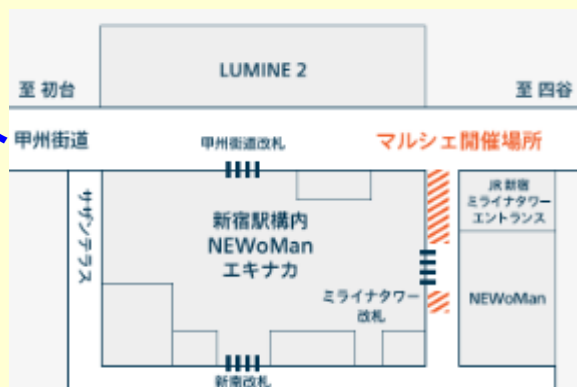 LUMINE 2
至 初台
至 四谷
甲州街道
甲州街道改札
マルシェ開催場所
サザンテラス
新宿駅構内
NEWoMan
エキナカ
JR新宿
ミライナタワー
エントランス
ミライナタワー
改札
NEWoMan
新南改札